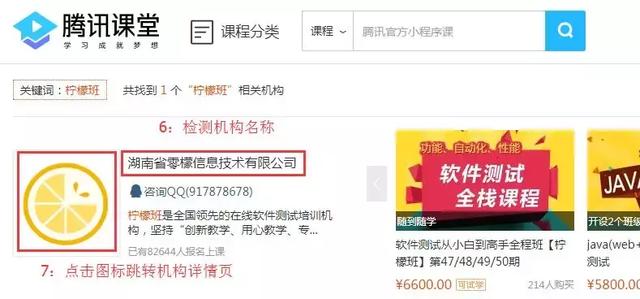 腾讯课堂
学习成就梦想
课程分类
课程
腾讯官方小程序课
关键词：柠檬班
共找到 1 个 “柠檬班” 相关机构
6：检测机构名称
湖南省零檬信息技术有限公司
咨询QQ(917878678)
柠檬班是全国领先的在线软件测试培训机
构，坚持“创新教学、用心教学、专...
已有82644人报名上课
7：点击图标跳转机构详情页
功能、自动化、性能
软件测试
全栈课程
随到随学
软件测试从小白到高手全程班【柠
檬班】第47/48/49/50期
¥6600.00 可试学 214人购买
JAVA
开设2个班级
java(web+
测试
¥5800.0